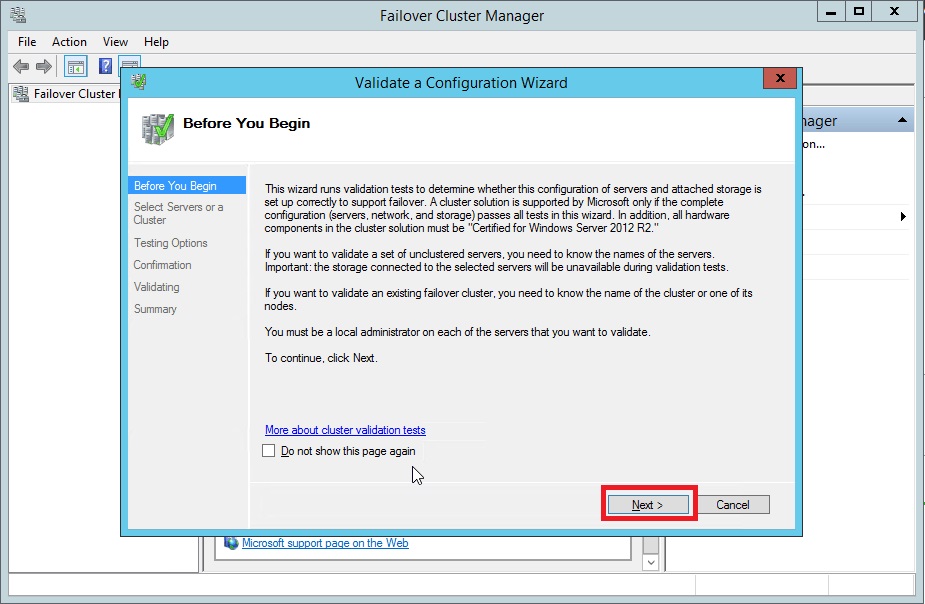 Failover Cluster Manager
File Action View Help
Failover Cluster
Validate a Configuration Wizard
Before You Begin
Before You Begin
Select Servers or a
Cluster
Testing Options
Confirmation
Validating
Summary
This wizard runs validation tests to determine whether this configuration of servers and attached storage is
set up correctly to support failover. A cluster solution is supported by Microsoft only if the complete
configuration (servers, network, and storage) passes all tests in this wizard. In addition, all hardware
components in the cluster solution must be "Certified for Windows Server 2012 R2."
If you want to validate a set of unclustered servers, you need to know the names of the servers.
Important: the storage connected to the selected servers will be unavailable during validation tests.
If you want to validate an existing failover cluster, you need to know the name of the cluster or one of its
nodes.
You must be a local administrator on each of the servers that you want to validate.
To continue, click Next.
More about cluster validation tests
Do not show this page again
Next >
Cancel
nager
on...
Microsoft support page on the Web